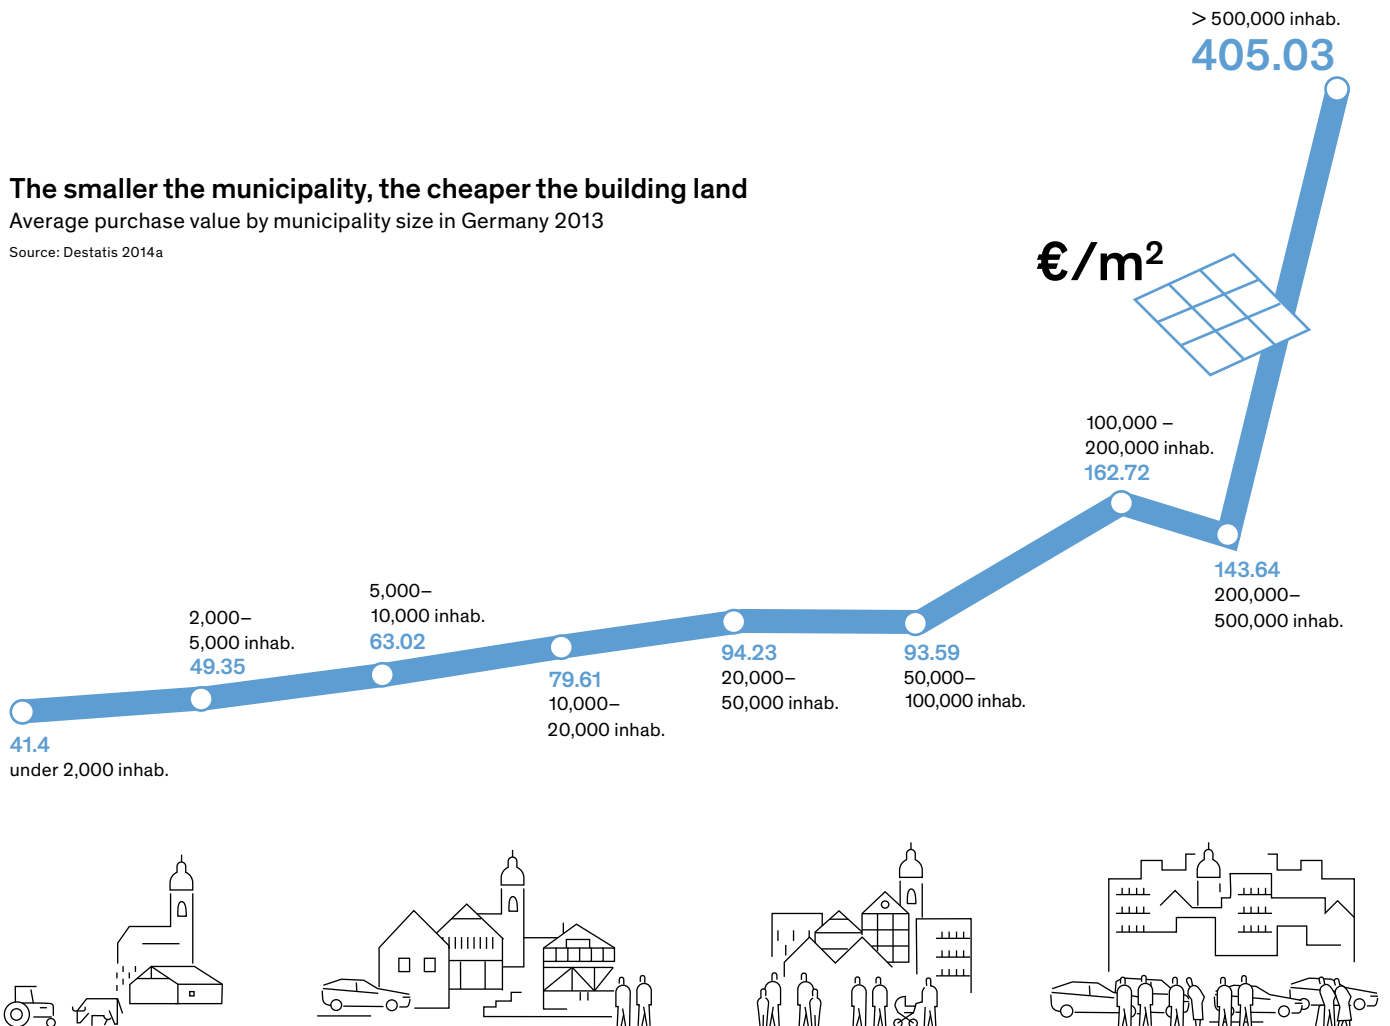 > 500,000 inhab.
405.03
The smaller the municipality, the cheaper the building land
Average purchase value by municipality size in Germany 2013
Source: Destatis 2014a
€/m²
100,000 –
200,000 inhab.
162.72
143.64
200,000–
500,000 inhab.
5,000–
10,000 inhab.
63.02
2,000–
5,000 inhab.
49.35
94.23
20,000–
50,000 inhab.
93.59
50,000–
100,000 inhab.
79.61
10,000–
20,000 inhab.
41.4
under 2,000 inhab.